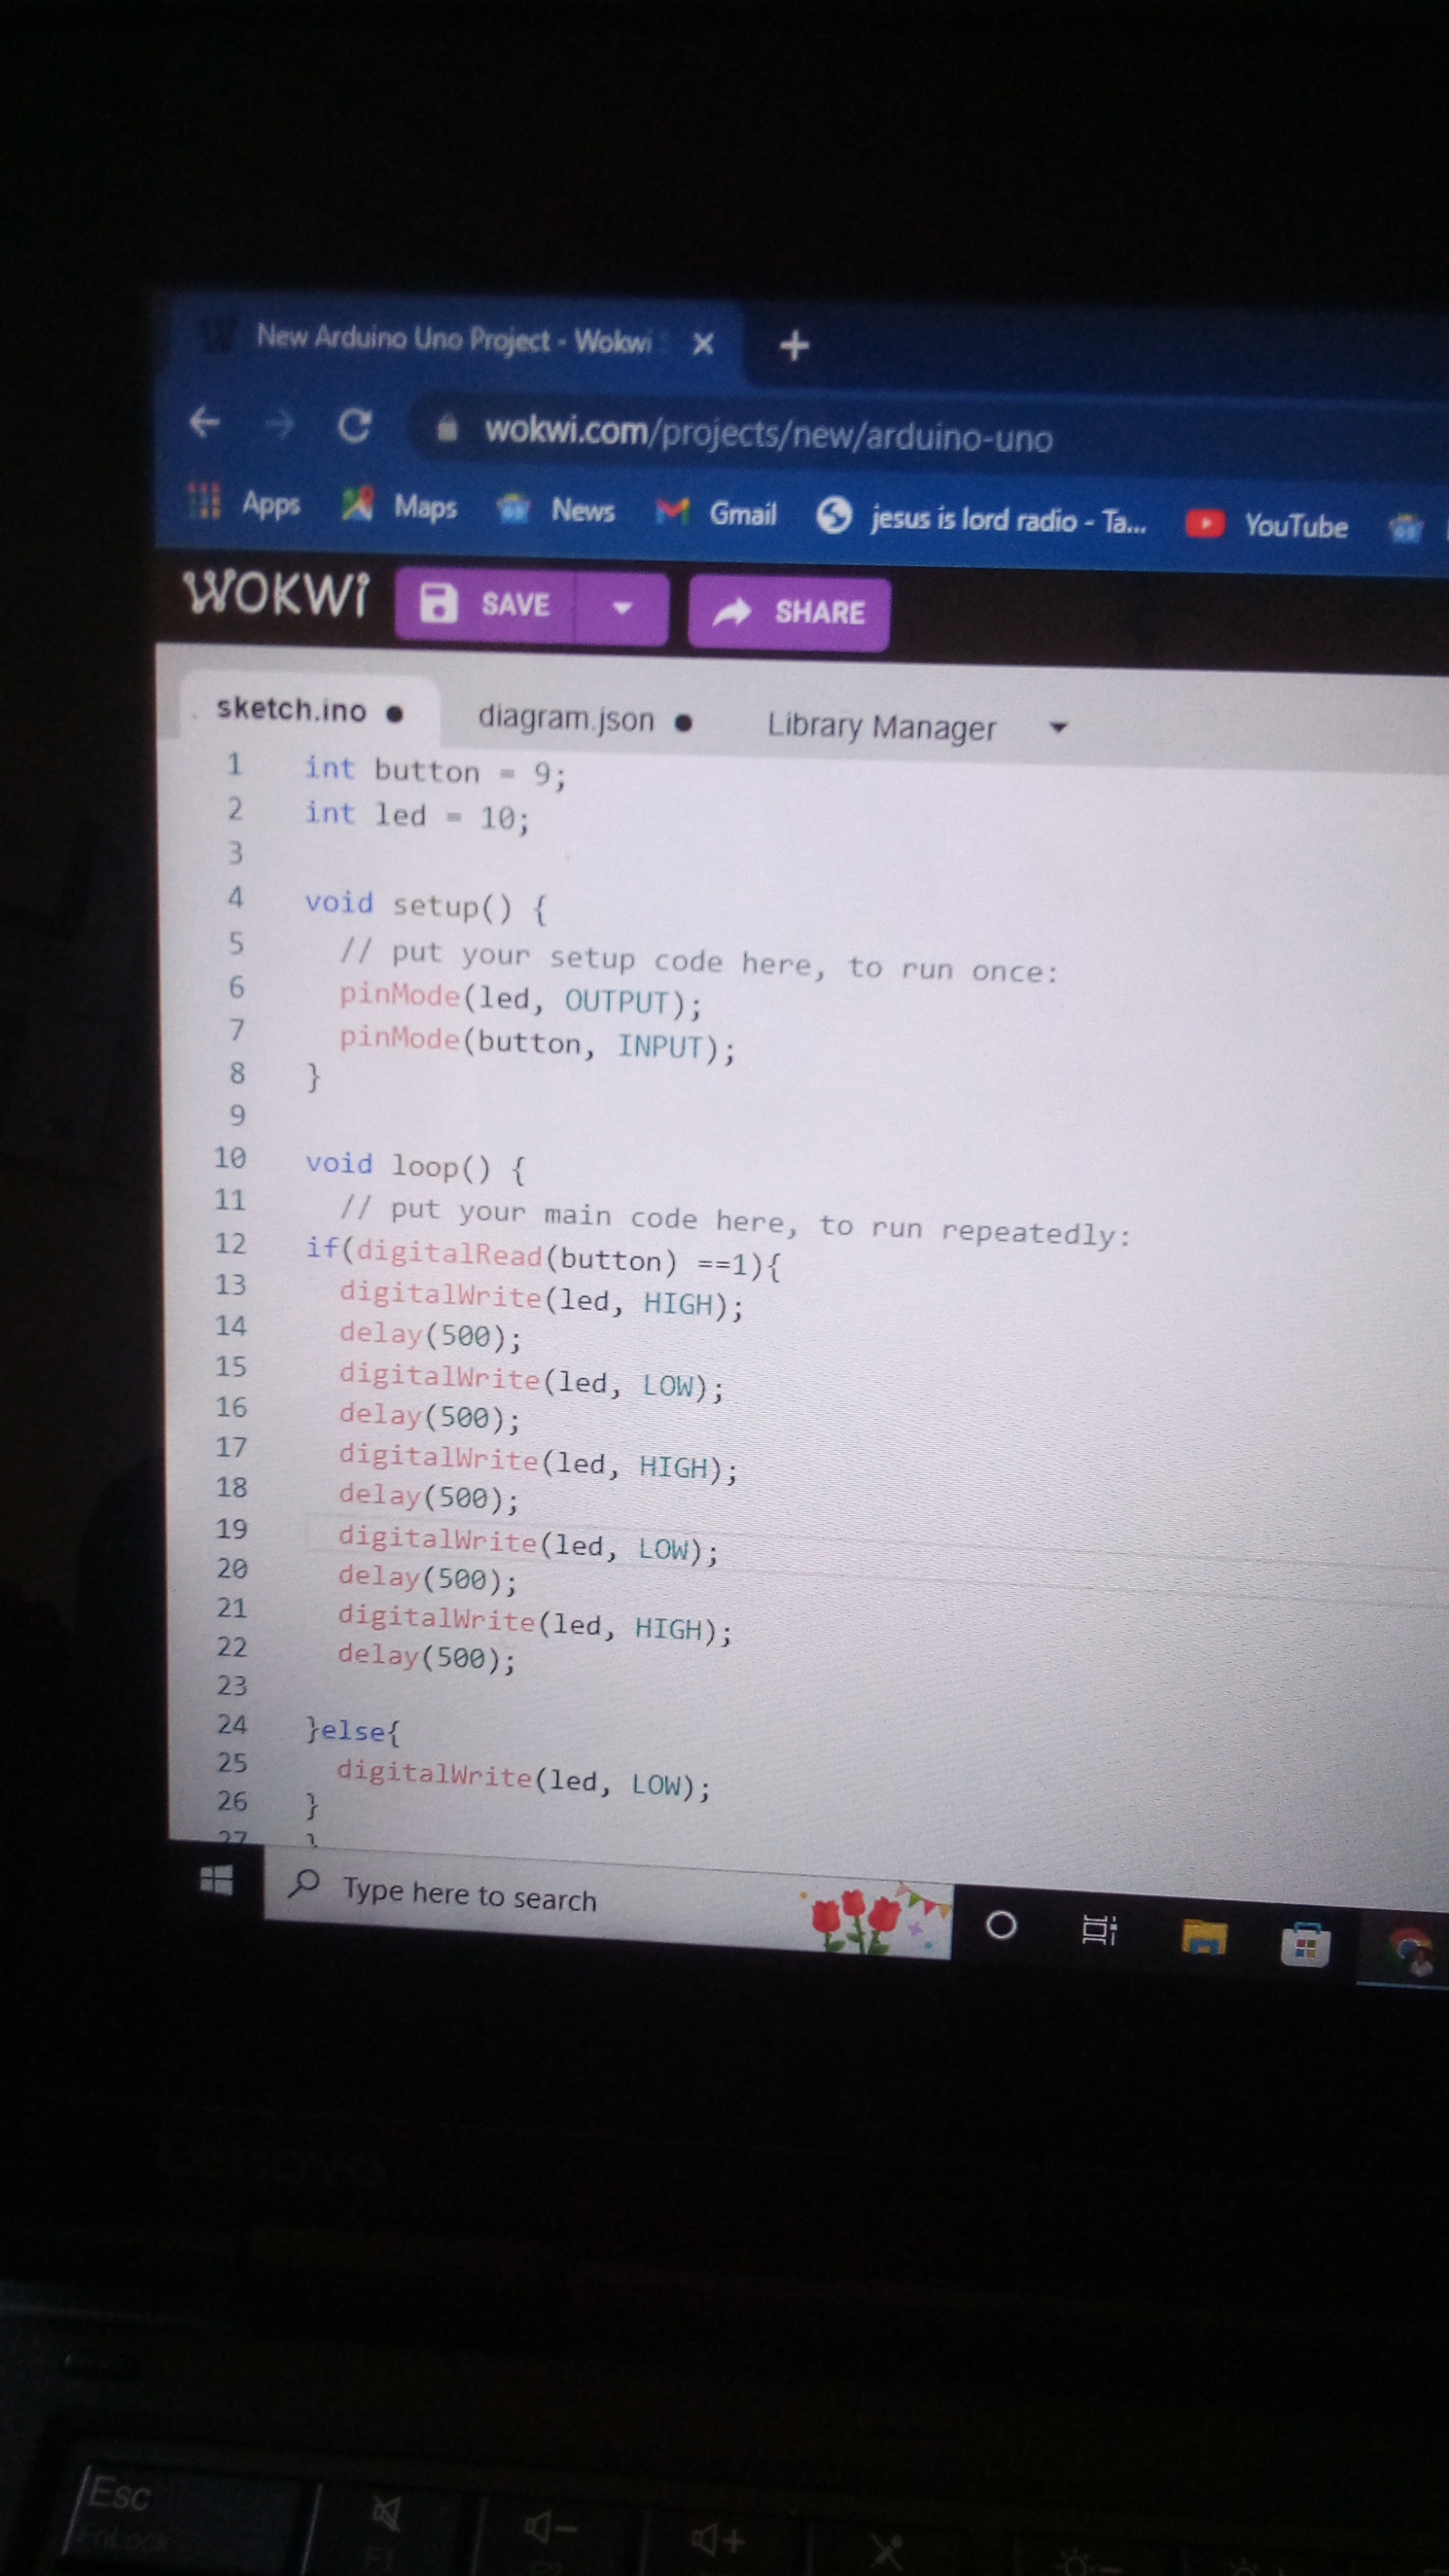 New Arduino Uno Project - Wokwi
wokwi.com/projects/new/arduino-uno
Apps Maps News Gmail jesus is lord radio - Ta... YouTube
WOKWI SAVE SHARE
sketch.ino diagram.json Library Manager
1 int button = 9;
2 int led = 10;
3
4 void setup() {
5 // put your setup code here, to run once:
6 pinMode(led, OUTPUT);
7 pinMode(button, INPUT);
8 }
9
10 void loop() {
11 // put your main code here, to run repeatedly:
12 if(digitalRead(button) ==1){
13 digitalWrite(led, HIGH);
14 delay(500);
15 digitalWrite(led, LOW);
16 delay(500);
17 digitalWrite(led, HIGH);
18 delay(500);
19 digitalWrite(led, LOW);
20 delay(500);
21 digitalWrite(led, HIGH);
22 delay(500);
23
24 }else{
25 digitalWrite(led, LOW);
26 }
27 }
Type here to search
lenovo
Esc
FnLock
F1